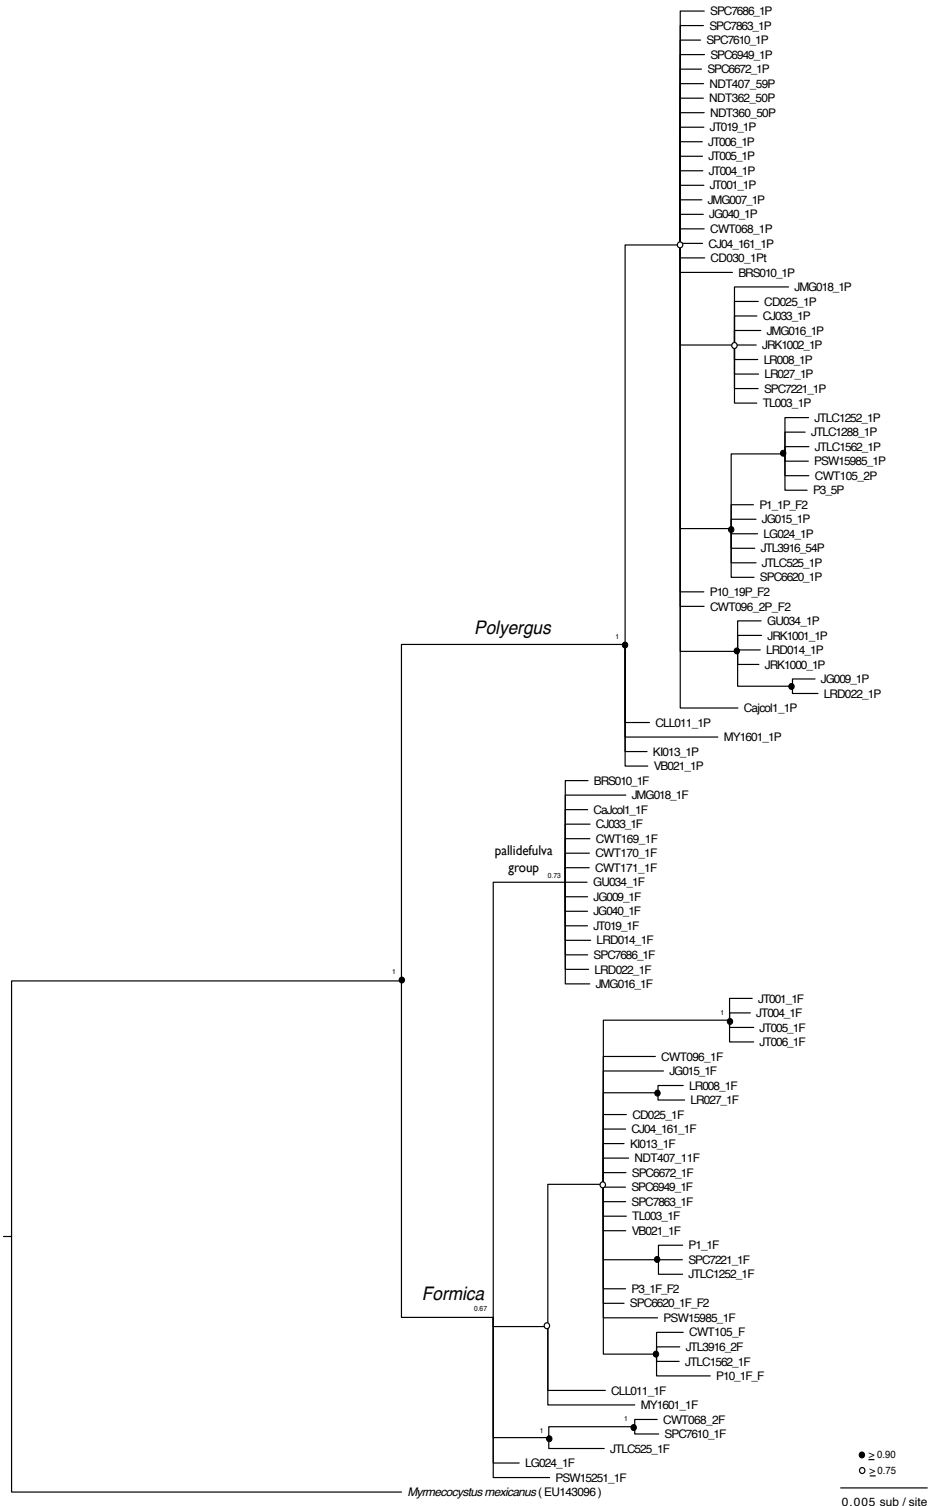 SPC7686_1P
SPC7863_1P
SPC7610_1P
SPC6949_1P
SPC6672_1P
NDT407_59P
NDT362_50P
NDT360_50P
JT019_1P
JT006_1P
JT005_1P
JT004_1P
JT001_1P
JMG007_1P
JG040_1P
CWT068_1P
CJ04_161_1P
CD030_1Pt
BRS010_1P
JMG018_1P
CD025_1P
CJ033_1P
JMG016_1P
JRK1002_1P
LR008_1P
LR027_1P
SPC7221_1P
TL003_1P
JTLC1252_1P
JTLC1288_1P
JTLC1562_1P
PSW15985_1P
CWT105_2P
P3_5P
P1_1P_F2
JG015_1P
LG024_1P
JTL3916_54P
JTLC525_1P
SPC6620_1P
P10_19P_F2
CWT096_2P_F2
GU034_1P
Polyergus
1
JRK1001_1P
LRD014_1P
JRK1000_1P
JG009_1P
LRD022_1P
Cajcol1_1P
CLL011_1P
MY1601_1P
KI013_1P
VB021_1P
BRS010_1F
JMG018_1F
CaJcol1_1F
CJ033_1F
CWT169_1F
pallidefulva
CWT170_1F
group
CWT171_1F
0.73
GU034_1F
JG009_1F
JG040_1F
JT019_1F
LRD014_1F
SPC7686_1F
LRD022_1F
1
JMG016_1F
JT001_1F
1
JT004_1F
JT005_1F
JT006_1F
CWT096_1F
JG015_1F
LR008_1F
LR027_1F
CD025_1F
CJ04_161_1F
KI013_1F
NDT407_11F
SPC6672_1F
SPC6949_1F
SPC7863_1F
TL003_1F
VB021_1F
P1_1F
SPC7221_1F
JTLC1252_1F
Formica
P3_1F_F2
0.67
SPC6620_1F_F2
PSW15985_1F
CWT105_F
JTL3916_2F
JTLC1562_1F
P10_1F_F
CLL011_1F
MY1601_1F
1
CWT068_2F
1
SPC7610_1F
JTLC525_1F
≥ 0.90
LG024_1F
≥ 0.75
PSW15251_1F
Myrmecocystus mexicanus ( EU143096 )
0.005 sub / site